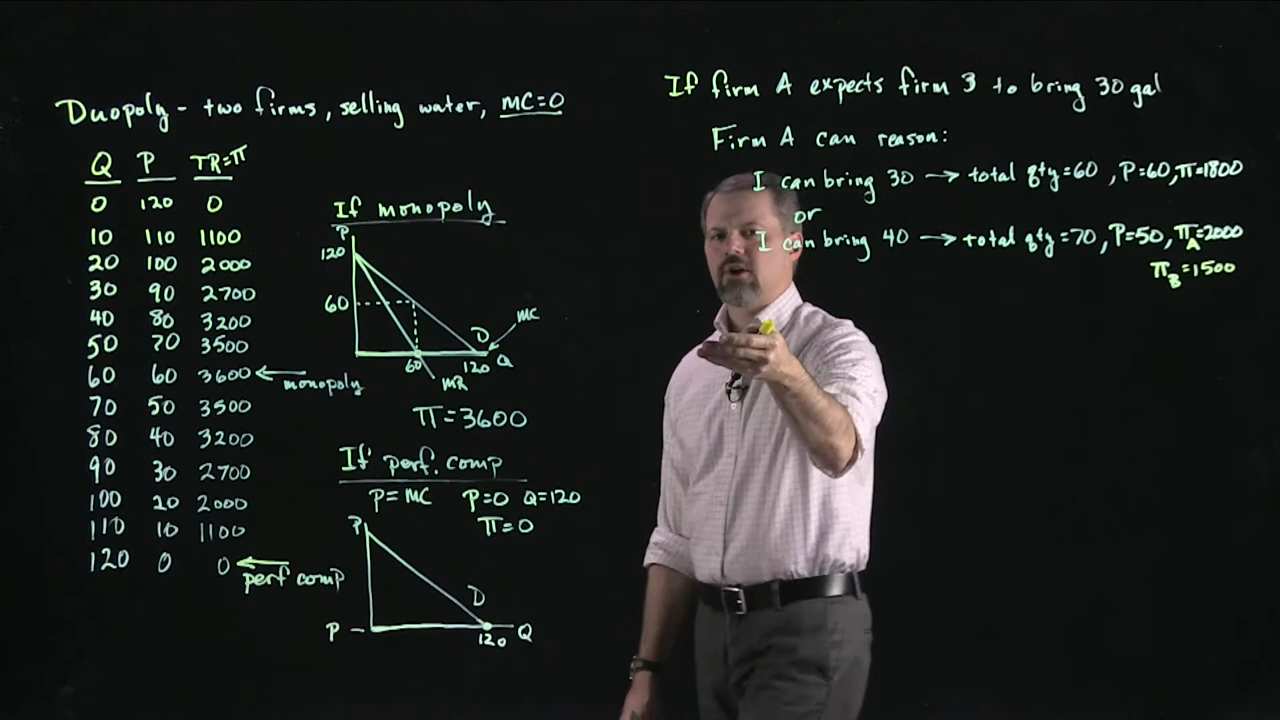 Duopoly - two firms, selling water, MC=0
Q P TR=π
0 120 0
10 110 1100
20 100 2000
30 90 2700
40 80 3200
50 70 3500
60 60 3600 ← monopoly
70 50 3500
80 40 3200
90 30 2700
100 20 2000
110 10 1100
120 0 0 ← perf comp
If monopoly
P
120
60
D
MC
60
120
Q
MR
π=3600
If perf. comp
P=MC P=0 Q=120
π=0
P
D
P
120
Q
If firm A expects firm 3 to bring 30 gal
Firm A can reason:
I can bring 30 → total qty=60, P=60, π=1800
or
I can bring 40 → total qty=70, P=50, π_A=2000
π_B=1500